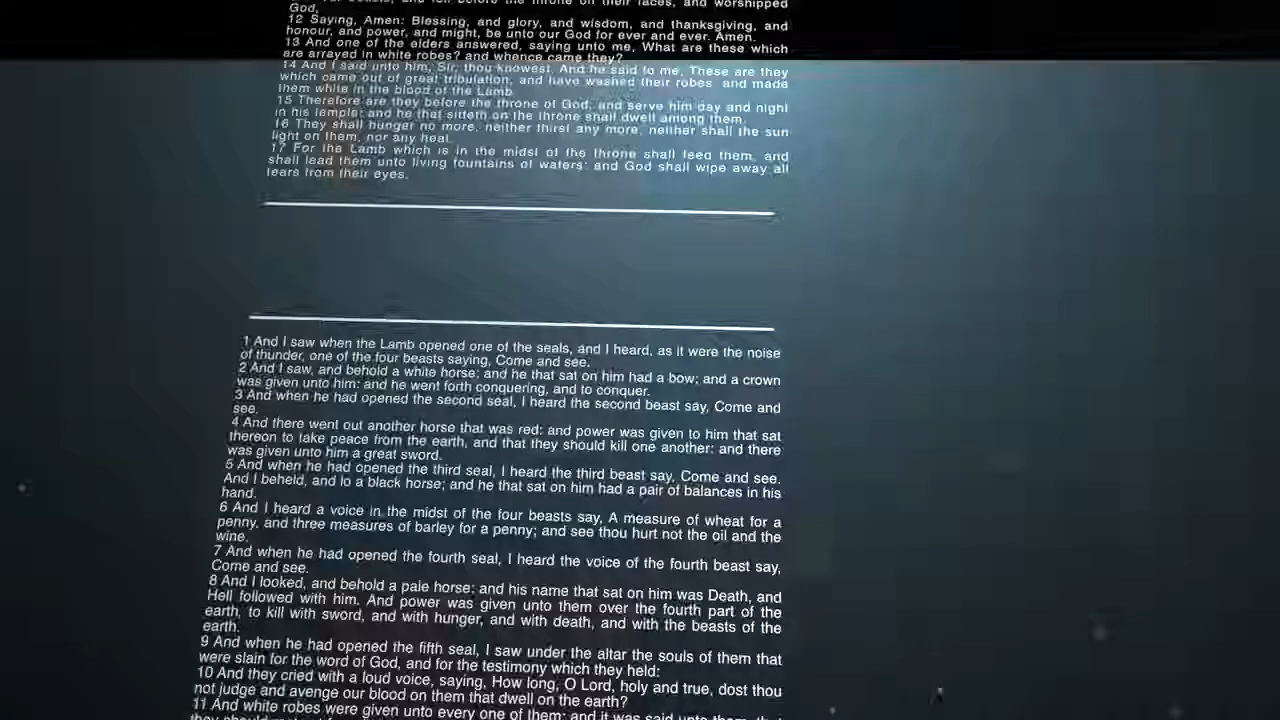 and fell before the throne on their faces, and worshipped
God,
12 Saying, Amen: Blessing, and glory, and wisdom, and thanksgiving, and
honour, and power, and might, be unto our God for ever and ever. Amen.
13 And one of the elders answered, saying unto me, What are these which
are arrayed in white robes? and whence came they?
14 And I said unto him, Sir, thou knowest. And he said to me, These are they
which came out of great tribulation, and have washed their robes, and made
them white in the blood of the Lamb.
15 Therefore are they before the throne of God, and serve him day and night
in his temple: and he that sitteth on the throne shall dwell among them.
16 They shall hunger no more, neither thirst any more; neither shall the sun
light on them, nor any heat.
17 For the Lamb which is in the midst of the throne shall feed them, and
shall lead them unto living fountains of waters: and God shall wipe away all
tears from their eyes.
1 And I saw when the Lamb opened one of the seals, and I heard, as it were the noise
of thunder, one of the four beasts saying, Come and see.
2 And I saw, and behold a white horse: and he that sat on him had a bow; and a crown
was given unto him: and he went forth conquering, and to conquer.
3 And when he had opened the second seal, I heard the second beast say, Come and
see.
4 And there went out another horse that was red: and power was given to him that sat
thereon to take peace from the earth, and that they should kill one another: and there
was given unto him a great sword.
5 And when he had opened the third seal, I heard the third beast say, Come and see.
And I beheld, and lo a black horse; and he that sat on him had a pair of balances in his
hand.
6 And I heard a voice in the midst of the four beasts say, A measure of wheat for a
penny, and three measures of barley for a penny; and see thou hurt not the oil and the
wine.
7 And when he had opened the fourth seal, I heard the voice of the fourth beast say,
Come and see.
8 And I looked, and behold a pale horse: and his name that sat on him was Death, and
Hell followed with him. And power was given unto them over the fourth part of the
earth, to kill with sword, and with hunger, and with death, and with the beasts of the
earth.
9 And when he had opened the fifth seal, I saw under the altar the souls of them that
were slain for the word of God, and for the testimony which they held:
10 And they cried with a loud voice, saying, How long, O Lord, holy and true, dost thou
not judge and avenge our blood on them that dwell on the earth?
11 And white robes were given unto every one of them; and it was said unto them, that
they should